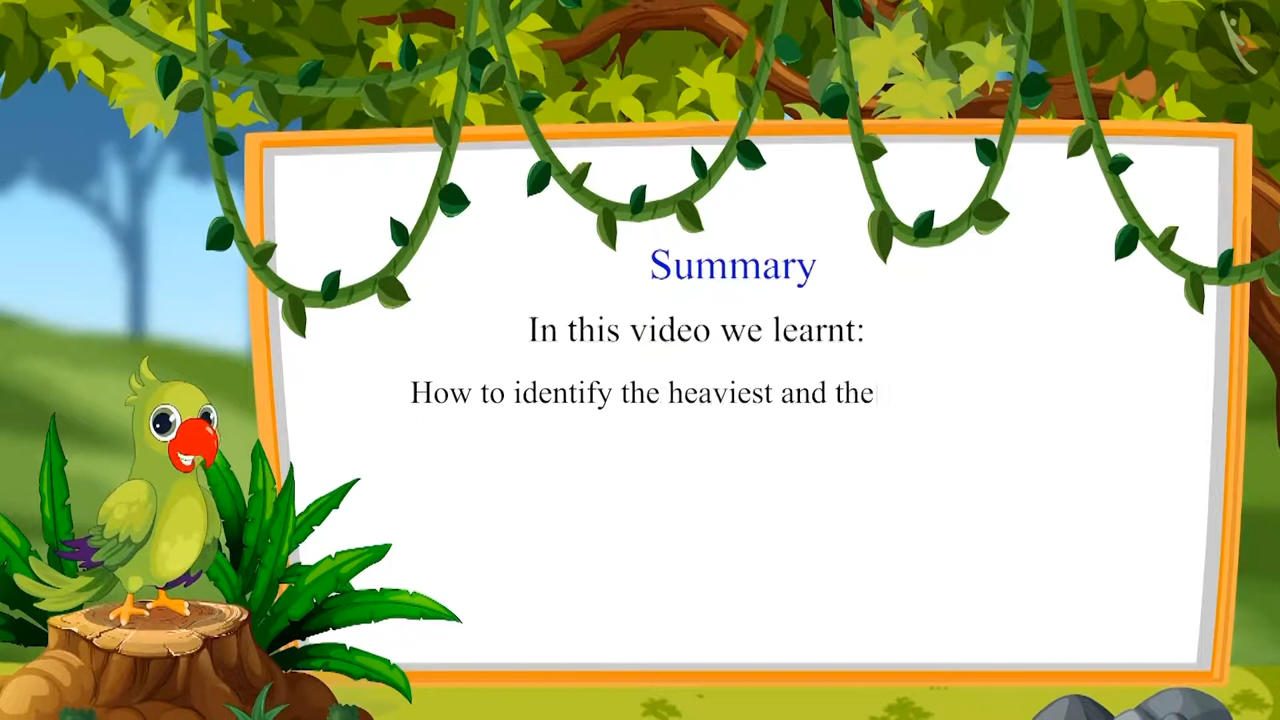 Summary
In this video we learnt:
How to identify the heaviest and the